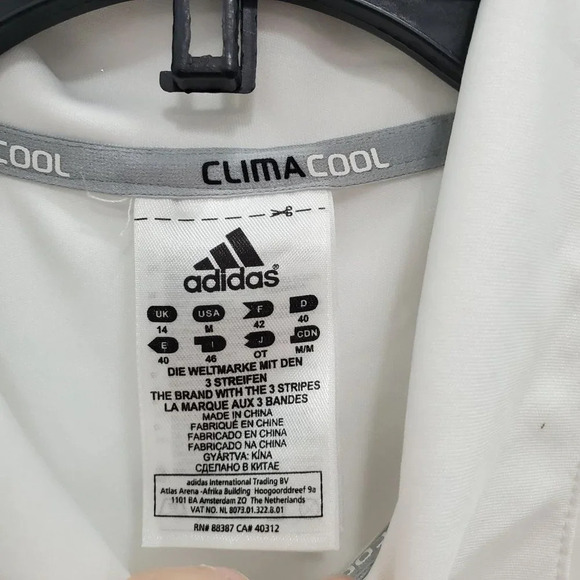 COOL CLIMACOOL
adidas
UK USA F D
14 M 42 40
E I J CDN
40 46 OT M/M
DIE WELTMARKE MIT DEN
3 STREIFEN
THE BRAND WITH THE 3 STRIPES
LA MARQUE AUX 3 BANDES
MADE IN CHINA
FABRIQUÉ EN CHINE
FABRICADO EN CHINA
FABRICADO NA CHINA
GYÁRTVA: KÍNA
СДЕЛАНО В КИТАЕ
adidas International Trading BV
Atlas Arena -Afrika Building Hoogoorddreef 9a
1101 BA Amsterdam ZO The Netherlands
VAT NO. NL 8073.01.322.B.01
RN# 88387 CA# 40312